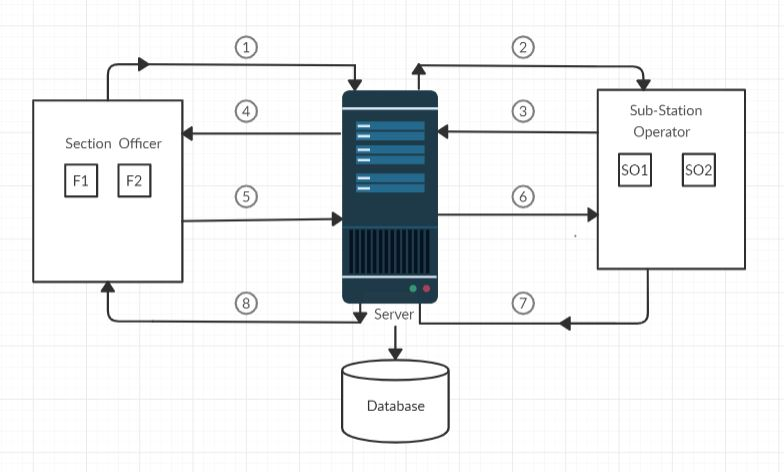 1
2
4
3
Section Officer
F1 F2
Sub-Station
Operator
SO1 SO2
5
6
8
7
Server
Database